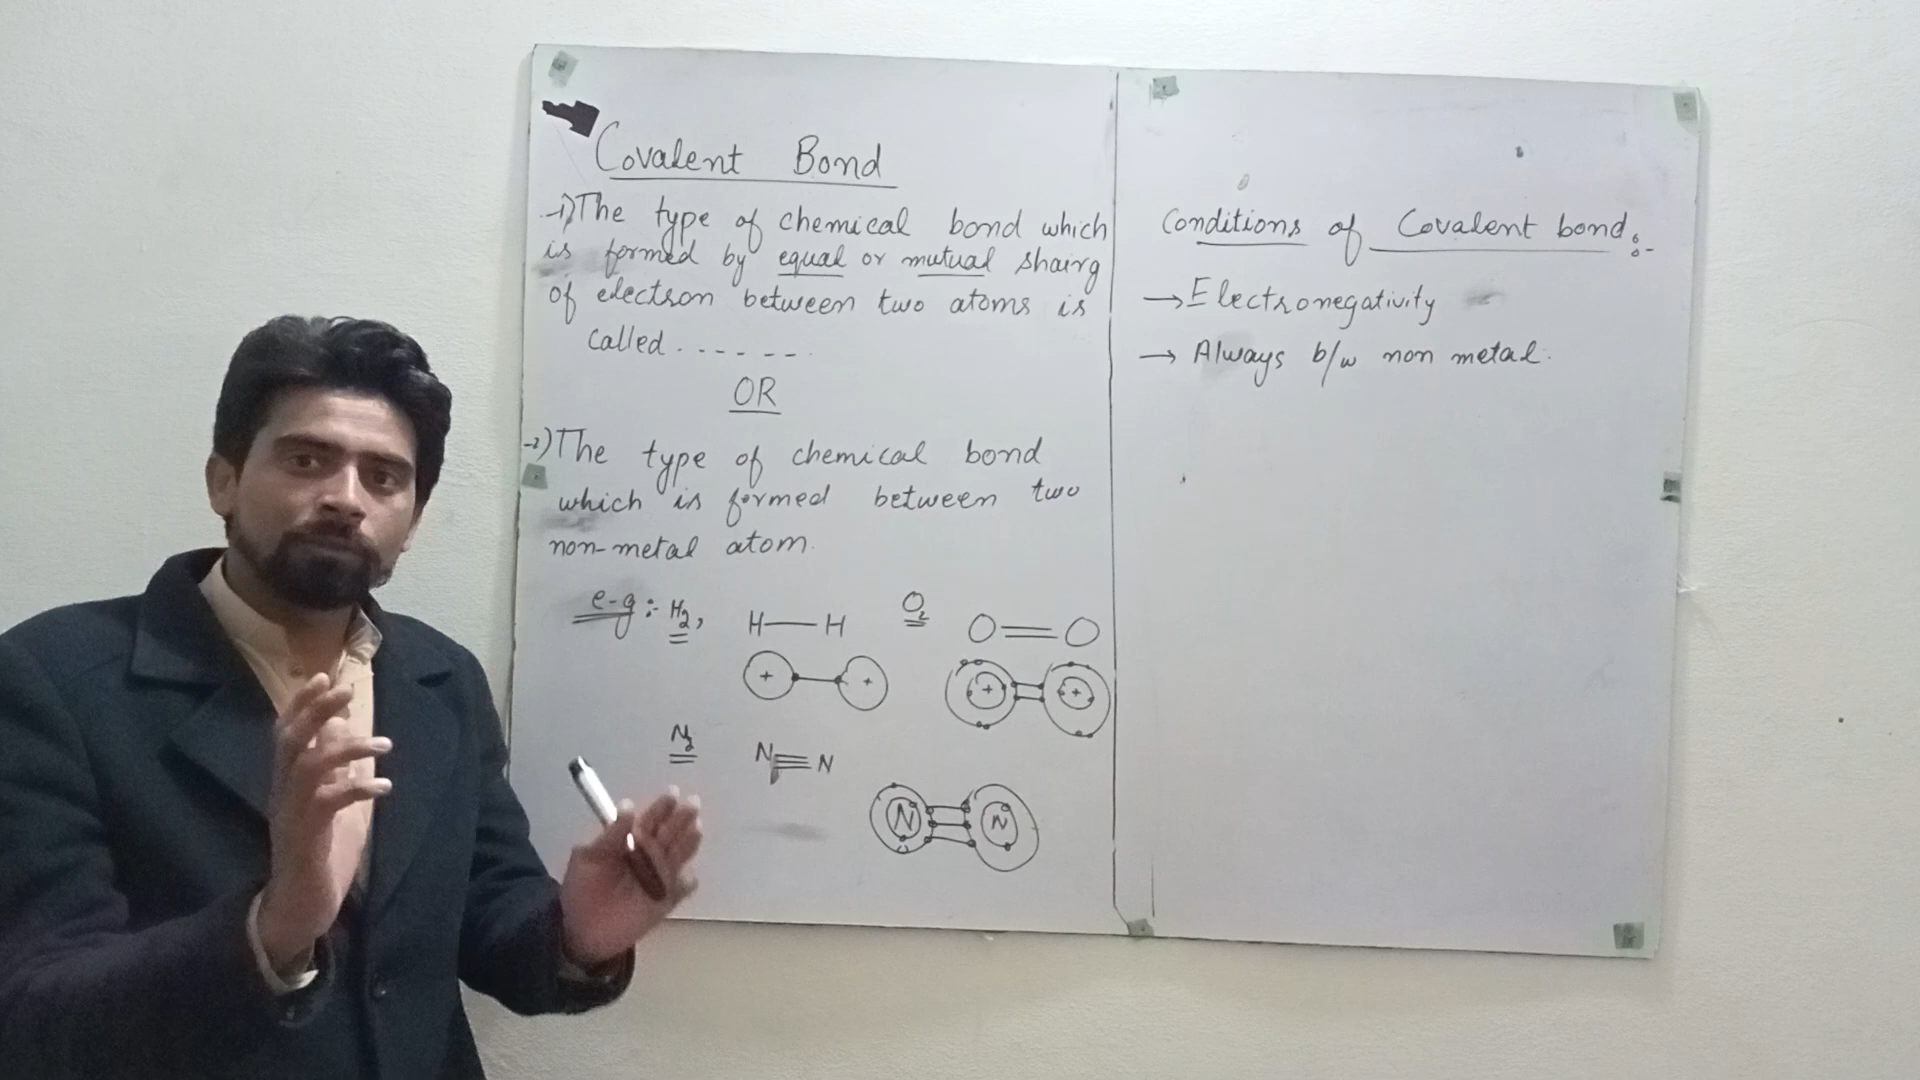 Covalent Bond
-1)The type of chemical bond which
is formed by equal or mutual shairg
of electron between two atoms is
called . - - - - - .
OR
-2)The type of chemical bond
which is formed between two
non-metal atom.
e-g :- H2, H—H O2 O=O
+ + + +
N2 N≡N
N N
Conditions of Covalent bond:-
→ Electronegativity
→ Always b/w non metal.